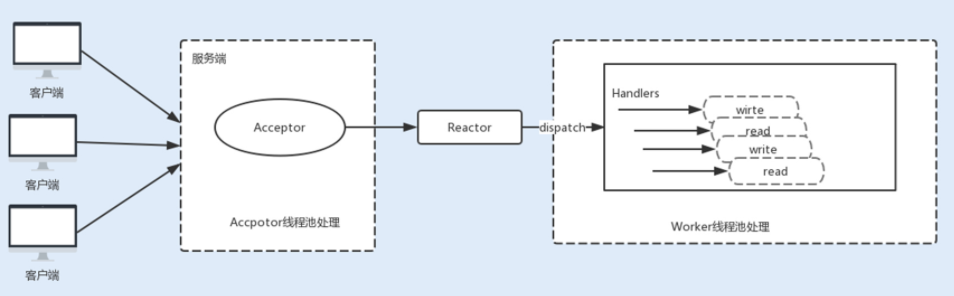 客户端
客户端
客户端
服务端
Acceptor
Accpotor线程池处理
Reactor
dispatch
Handlers
wirte
read
write
read
Worker线程池处理